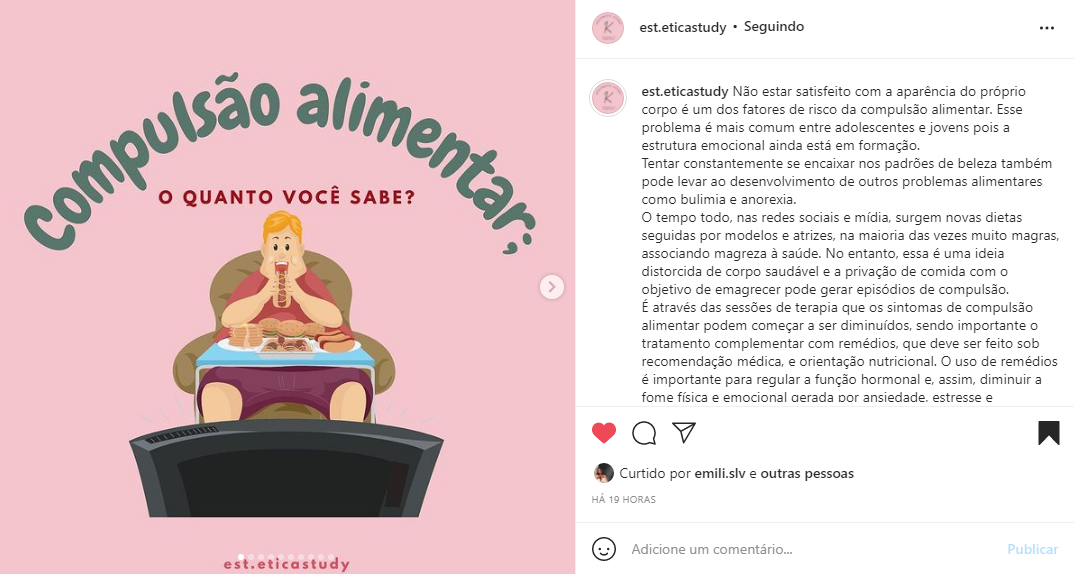 Compulsão alimentar;
O QUANTO VOCÊ SABE?
est.eticastudy
est.eticastudy • Seguindo
est.eticastudy Não estar satisfeito com a aparência do próprio
corpo é um dos fatores de risco da compulsão alimentar. Esse
problema é mais comum entre adolescentes e jovens pois a
estrutura emocional ainda está em formação.
Tentar constantemente se encaixar nos padrões de beleza também
pode levar ao desenvolvimento de outros problemas alimentares
como bulimia e anorexia.
O tempo todo, nas redes sociais e mídia, surgem novas dietas
seguidas por modelos e atrizes, na maioria das vezes muito magras,
associando magreza à saúde. No entanto, essa é uma ideia
distorcida de corpo saudável e a privação de comida com o
objetivo de emagrecer pode gerar episódios de compulsão.
É através das sessões de terapia que os sintomas de compulsão
alimentar podem começar a ser diminuídos, sendo importante o
tratamento complementar com remédios, que deve ser feito sob
recomendação médica, e orientação nutricional. O uso de remédios
é importante para regular a função hormonal e, assim, diminuir a
fome física e emocional gerada por ansiedade, estresse e
Curtido por emili.slv e outras pessoas
HÁ 19 HORAS
Adicione um comentário...
Publicar